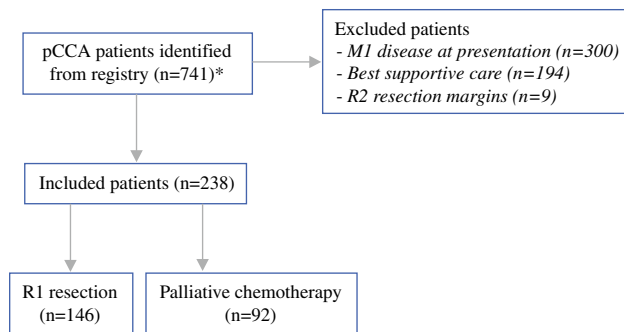 pCCA patients identified
from registry (n=741)*
Excluded patients
- M1 disease at presentation (n=300)
- Best supportive care (n=194)
- R2 resection margins (n=9)
Included patients (n=238)
R1 resection
(n=146)
Palliative chemotherapy
(n=92)